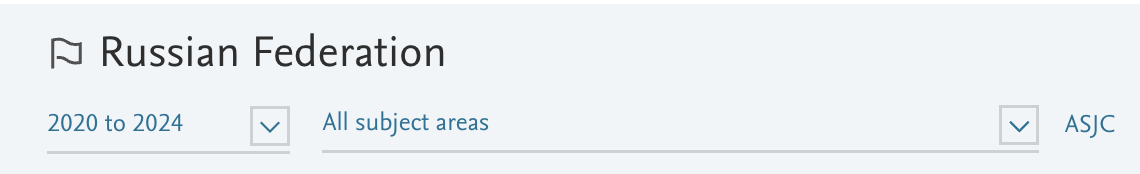 Russian Federation
2020 to 2024 All subject areas ASJC